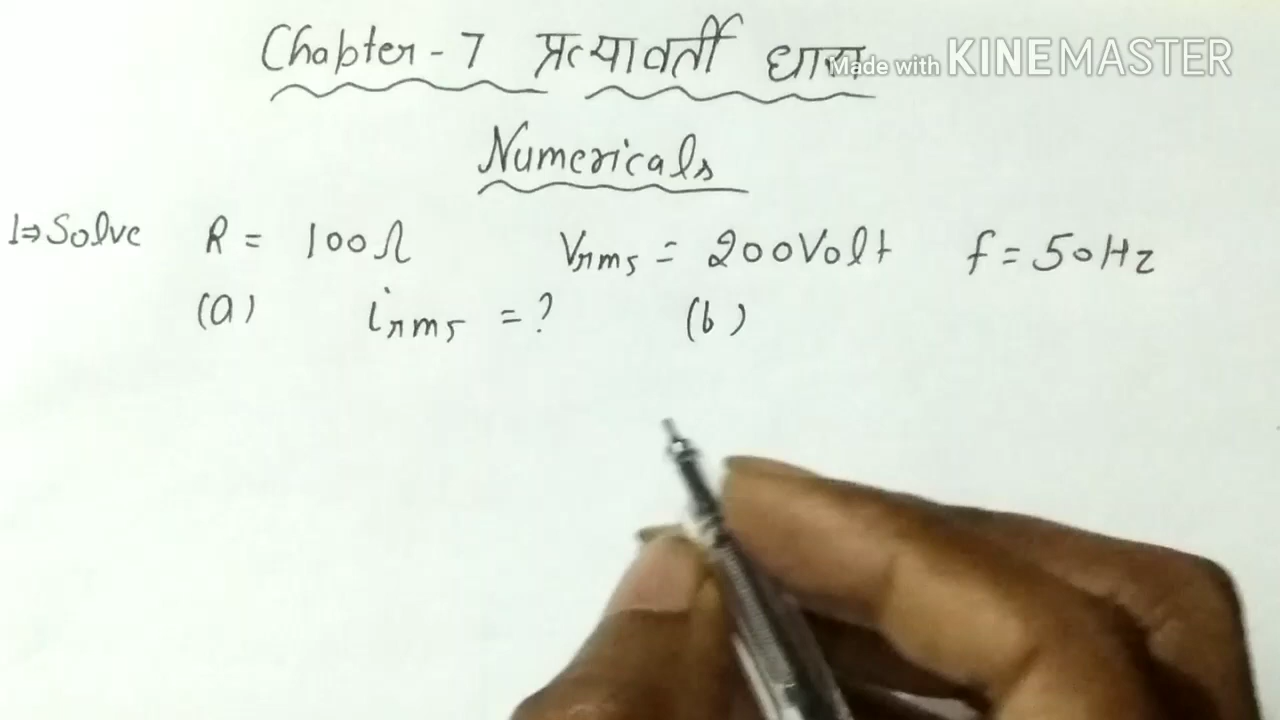 Chapter - 7 प्रत्यावर्ती धारा
Made with KINEMASTER
Numericals
1⇒ Solve R = 100Ω Vrms = 200Volt f = 50Hz
(a) irms = ? (b)